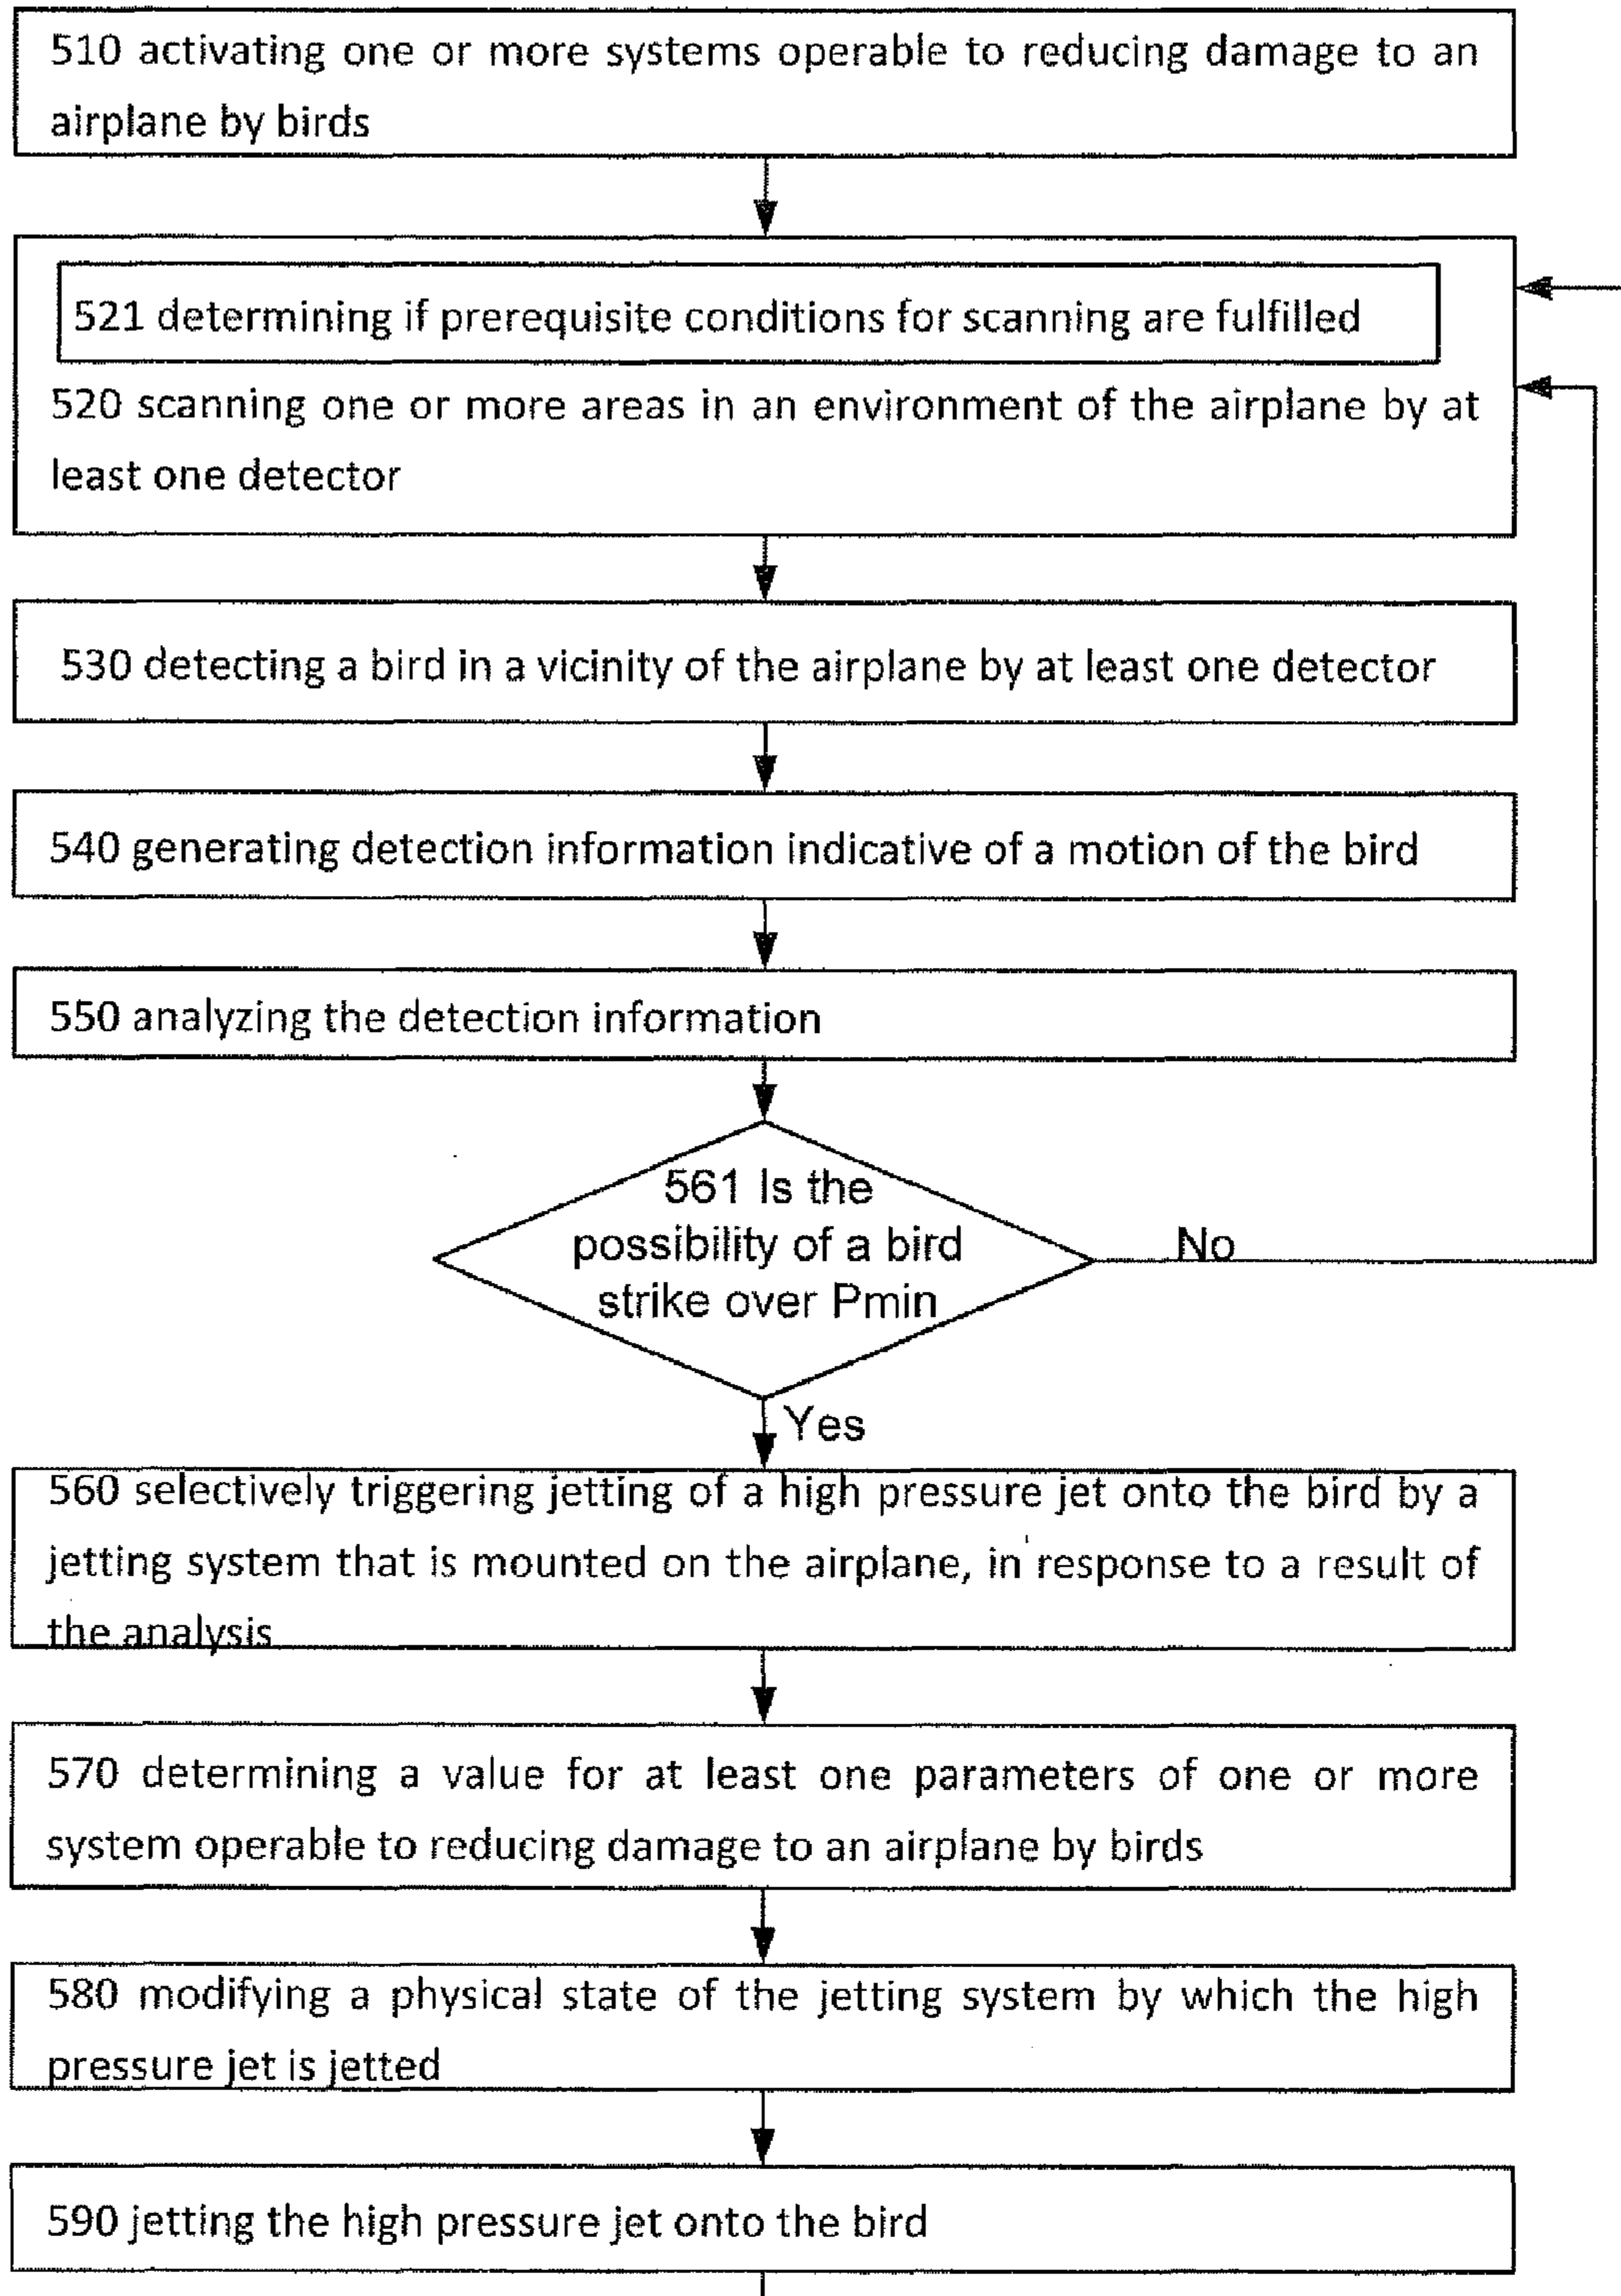 510 activating one or more systems operable to reducing damage to an
airplane by birds
521 determining if prerequisite conditions for scanning are fulfilled
520 scanning one or more areas in an environment of the airplane by at
least one detector
530 detecting a bird in a vicinity of the airplane by at least one detector
540 generating detection information indicative of a motion of the bird
550 analyzing the detection information
561 Is the
possibility of a bird
strike over Pmin
No
Yes
560 selectively triggering jetting of a high pressure jet onto the bird by a
jetting system that is mounted on the airplane, in response to a result of
the analysis
570 determining a value for at least one parameters of one or more
system operable to reducing damage to an airplane by birds
580 modifying a physical state of the jetting system by which the high
pressure jet is jetted
590 jetting the high pressure jet onto the bird